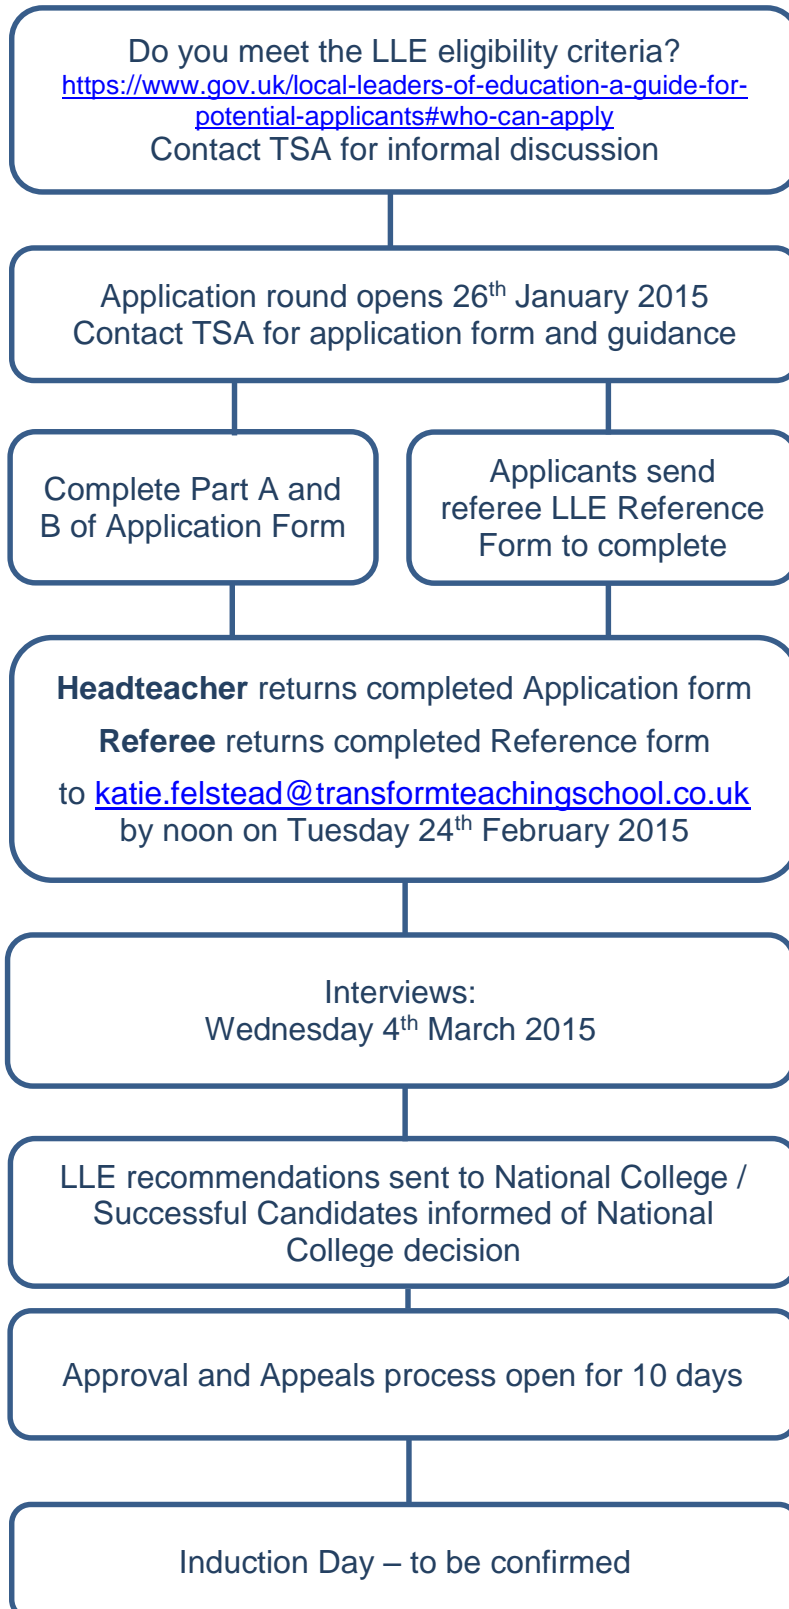 Do you meet the LLE eligibility criteria?
https://www.gov.uk/local-leaders-of-education-a-guide-for-
potential-applicants#who-can-apply
Contact TSA for informal discussion
Application round opens 26th January 2015
Contact TSA for application form and guidance
Complete Part A and
B of Application Form
Applicants send
referee LLE Reference
Form to complete
Headteacher returns completed Application form
Referee returns completed Reference form
to katie.felstead@transformteachingschool.co.uk
by noon on Tuesday 24th February 2015
Interviews:
Wednesday 4th March 2015
LLE recommendations sent to National College /
Successful Candidates informed of National
College decision
Approval and Appeals process open for 10 days
Induction Day – to be confirmed